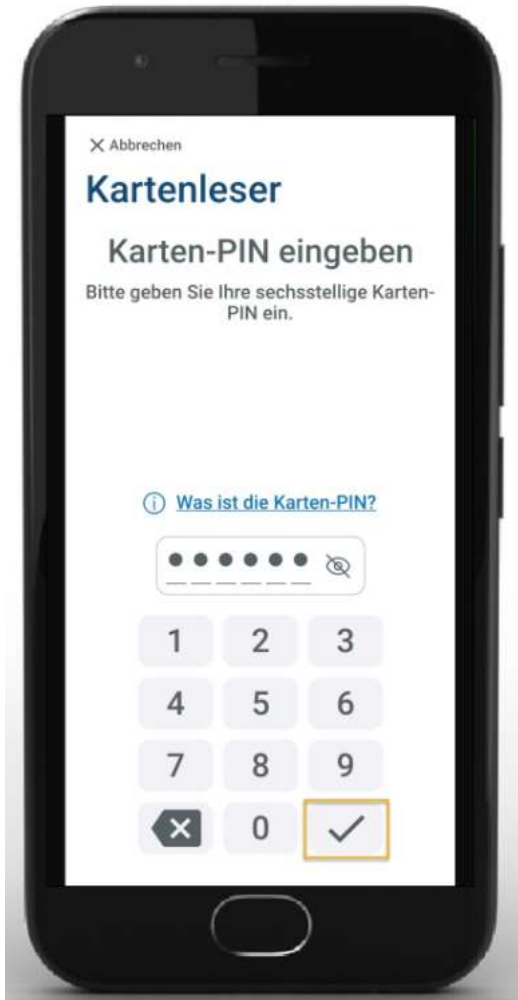 Abbrechen
Kartenleser
Karten-PIN eingeben
Bitte geben Sie Ihre sechsstellige Karten-
PIN ein.
Was ist die Karten-PIN?
1 2 3
4 5 6
7 8 9
0